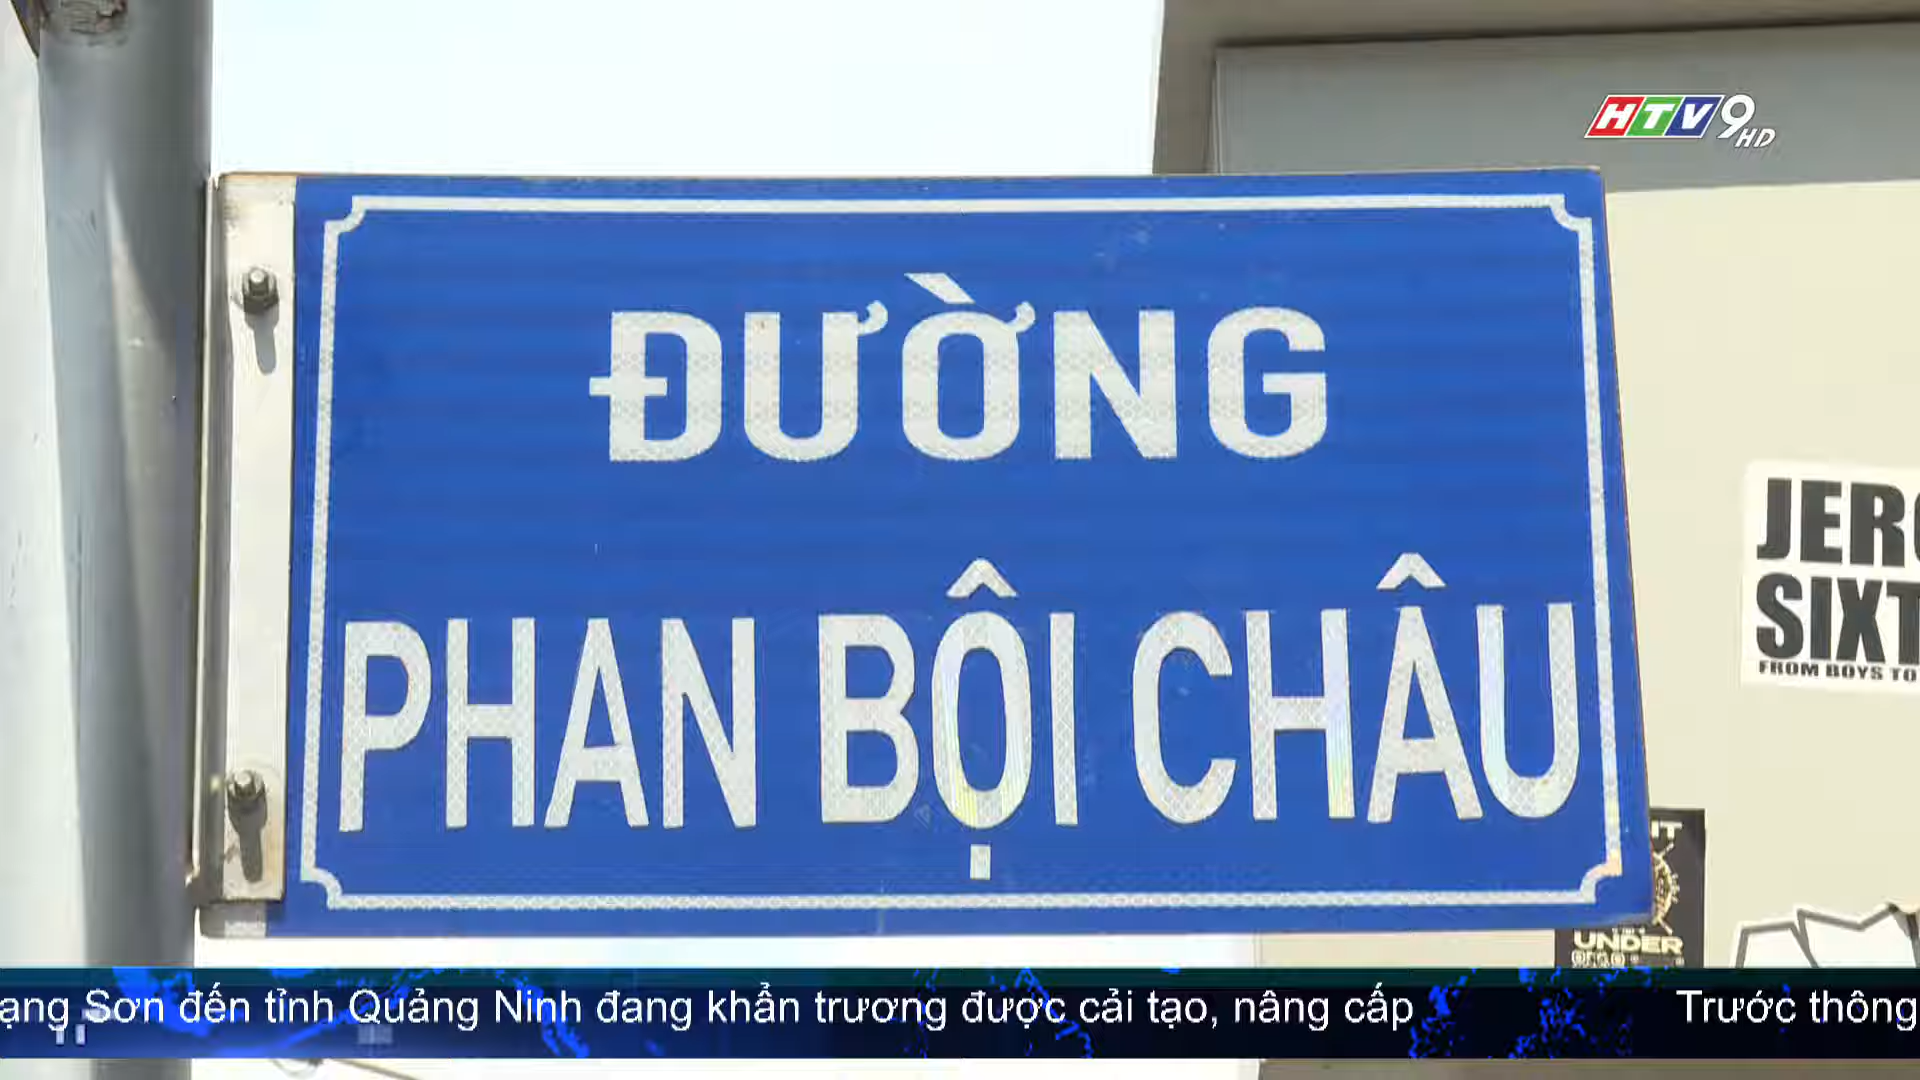 HTV9 HD
ĐƯỜNG
PHAN BỘI CHÂU
SIXT
FROM BOYS TO
UNDER
ạng Sơn đến tỉnh Quảng Ninh đang khẩn trương được cải tạo, nâng cấp
Trước thông